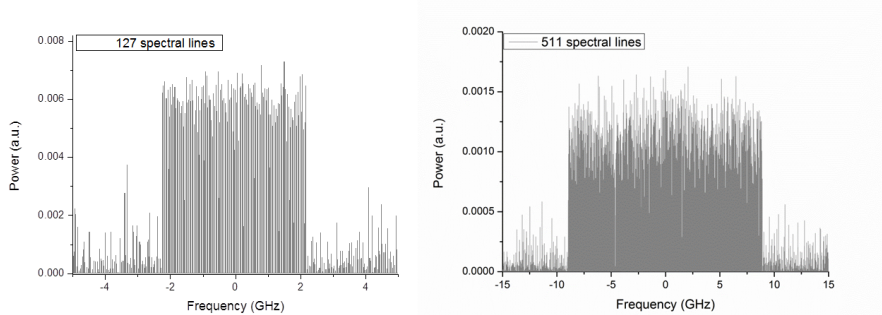 127 spectral lines
0.008
0.006
0.004
0.002
0.000
Power (a.u.)
-4 -2 0 2 4
Frequency (GHz)
511 spectral lines
0.0020
0.0015
0.0010
0.0005
0.0000
Power (a.u.)
-15 -10 -5 0 5 10 15
Frequency (GHz)